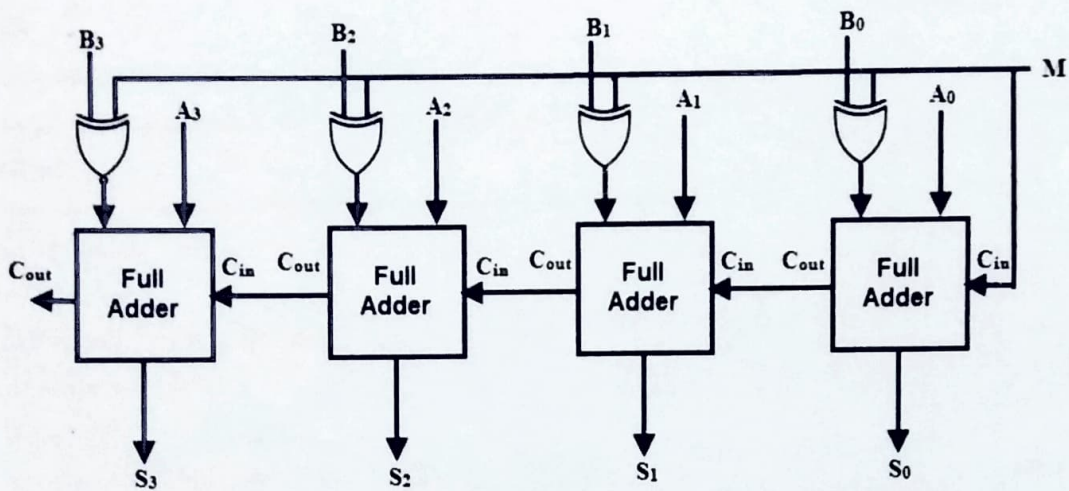 B3 B2 B1 B0
M
A3 A2 A1 A0
Cout Full Adder Cin Cout Full Adder Cin Cout Full Adder Cin Cout Full Adder Cin
S3 S2 S1 S0